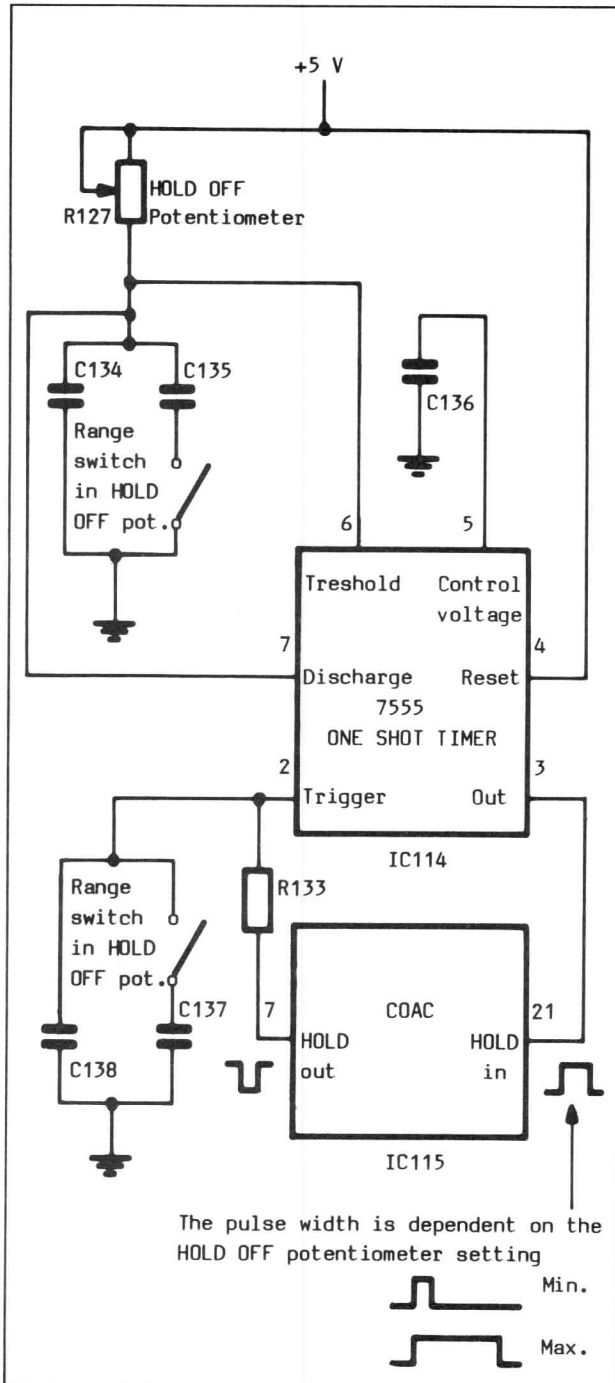 +5 V
HOLD OFF
R127 Potentiometer
C134 C135
C136
Range
switch
in HOLD
OFF pot.
6 5
Treshold Control
voltage
7 4
Discharge Reset
7555
ONE SHOT TIMER
2 3
Trigger Out
IC114
Range
switch
in HOLD
OFF pot.
R133
C137
C138
7 COAC 21
HOLD HOLD
out in
IC115
The pulse width is dependent on the
HOLD OFF potentiometer setting
Min.
Max.